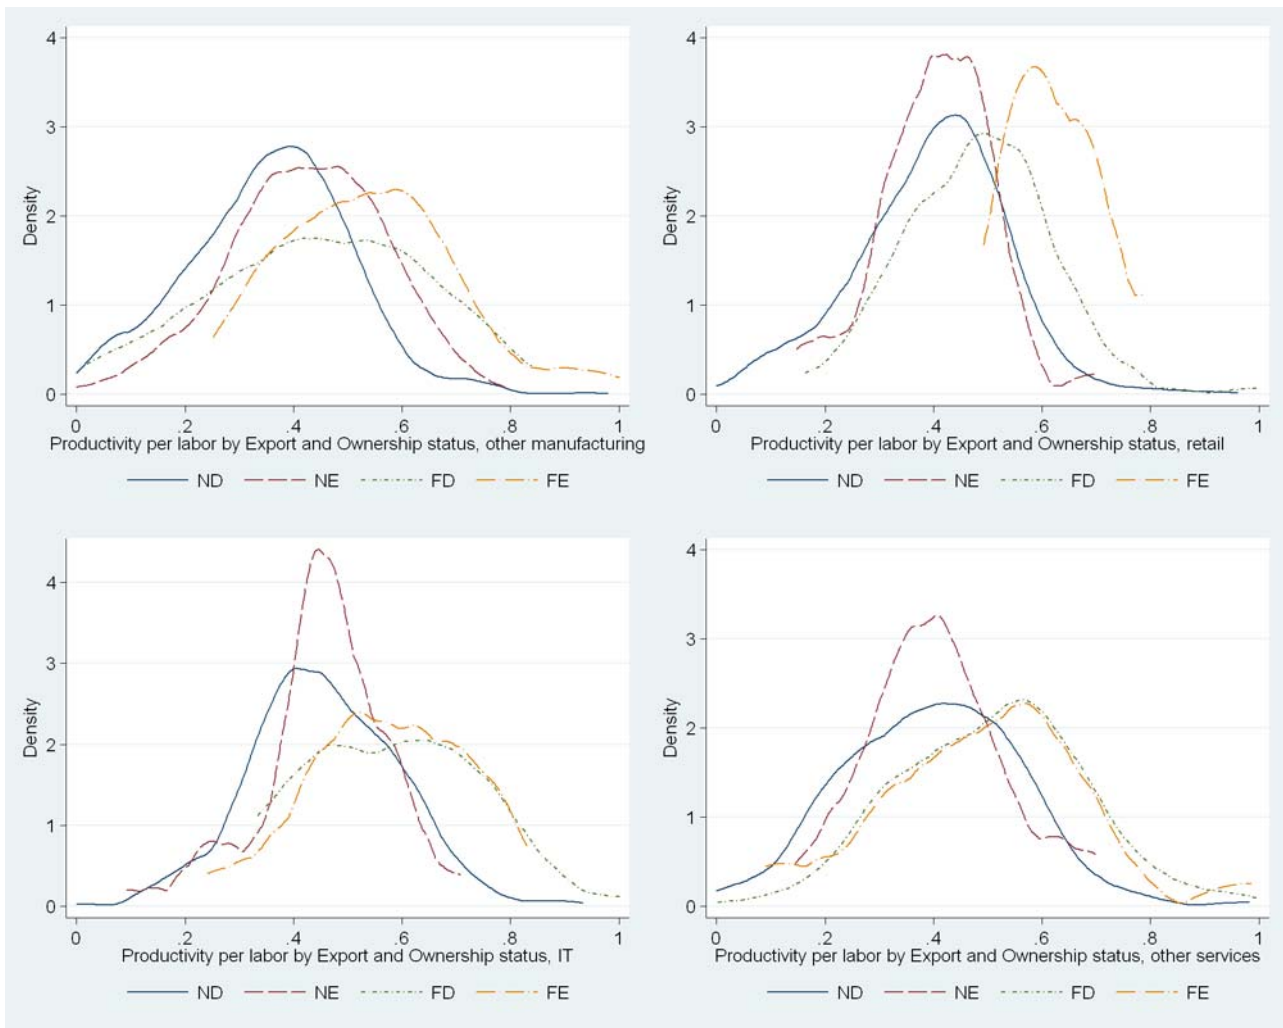 4
3
2
1
0
Density
0 .2 .4 .6 .8 1
Productivity per labor by Export and Ownership status, other manufacturing
ND NE FD FE
4
3
2
1
0
Density
0 .2 .4 .6 .8 1
Productivity per labor by Export and Ownership status, retail
ND NE FD FE
4
3
2
1
0
Density
0 .2 .4 .6 .8 1
Productivity per labor by Export and Ownership status, IT
ND NE FD FE
4
3
2
1
0
Density
0 .2 .4 .6 .8 1
Productivity per labor by Export and Ownership status, other services
ND NE FD FE